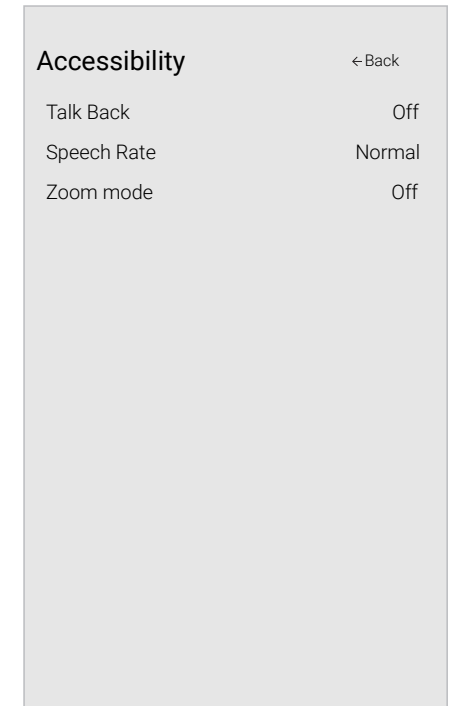 Accessibility ← Back
Talk Back Off
Speech Rate Normal
Zoom mode Off